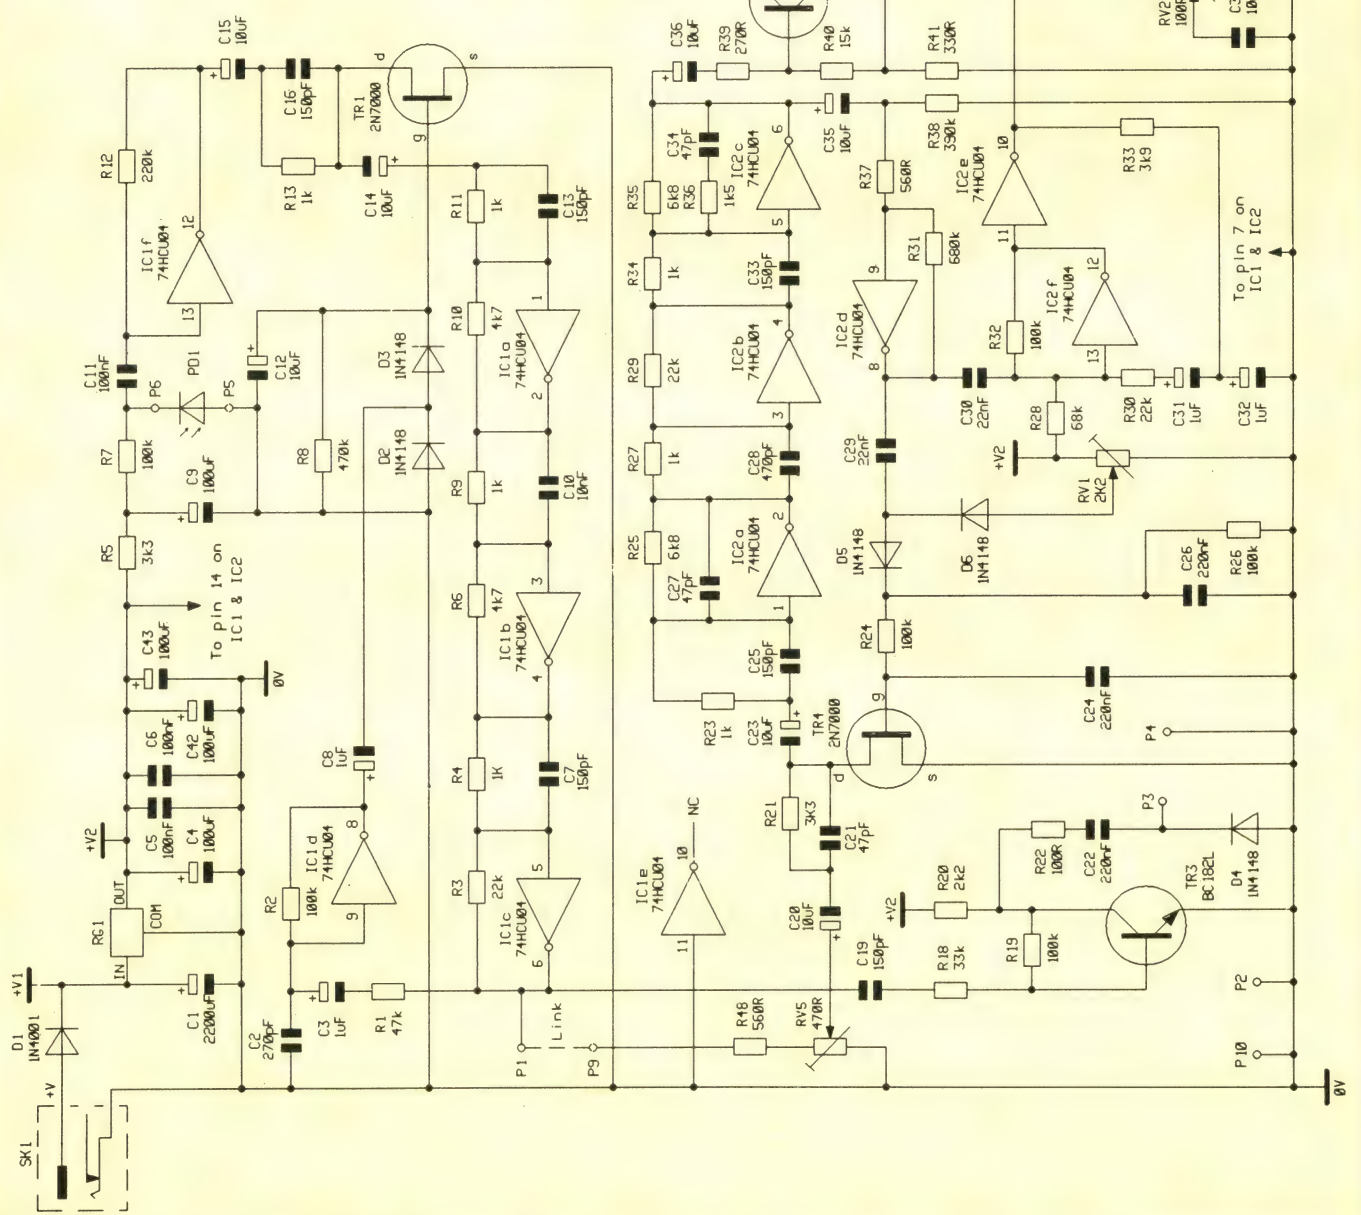 SK1
+V
D1
1N4001
+V1
C1
2200uF
RG1
IN
OUT
COM
C4
100uF
+V2
C5
100nF
C6
100nF
C42
100uF
C43
100uF
0V
To pin 14 on
IC1 & IC2
R5
3k3
C9
100uF
R7
100k
P6
PD1
P5
C11
100nF
C12
10uF
R8
470k
13
12
IC1f
74HCU04
R12
220k
C15
10uF
C16
150pF
R13
1k
C14
10uF
d
g
s
TR1
2N7000
D2
1N4148
D3
1N4148
C2
270pF
C3
1uF
R1
47k
R2
100k
9
8
IC1d
74HCU04
C8
1uF
R3
22k
R4
1K
R6
4k7
R9
1k
R10
4k7
R11
1k
6
5
IC1c
74HCU04
C7
150pF
4
3
IC1b
74HCU04
C10
10nF
2
1
IC1a
74HCU04
C13
150pF
P1
Link
P9
11
10
NC
IC1e
74HCU04
R48
560R
RV5
470R
C20
10uF
R21
3K3
C21
47pF
C23
10uF
R23
1k
TR4
2N7000
d
g
s
C25
150pF
C27
47pF
R25
6k8
1
2
IC2a
74HCU04
R27
1k
C28
470pF
R29
22k
3
4
IC2b
74HCU04
R34
1k
C33
150pF
R35
6k8
R36
1k5
C34
47pF
5
6
IC2c
74HCU04
C36
10uF
R39
270R
R40
15k
R41
330R
C35
10uF
R38
390k
R37
560R
R31
680k
9
8
IC2d
74HCU04
C29
22nF
D5
1N4148
D6
1N4148
R24
100k
C24
220nF
C26
220nF
R26
100k
RV1
2K2
+V2
R28
68k
C30
22nF
R30
22k
C31
1uF
C32
1uF
R32
100k
13
12
IC2f
74HCU04
11
10
IC2e
74HCU04
R33
3k9
To pin 7 on
IC1 & IC2
C19
150pF
R18
33k
R19
100k
+V2
R20
2k2
R22
100R
C22
220nF
P3
TR3
BC182L
D4
1N4148
P4
P2
P10
0V
RV2
100R